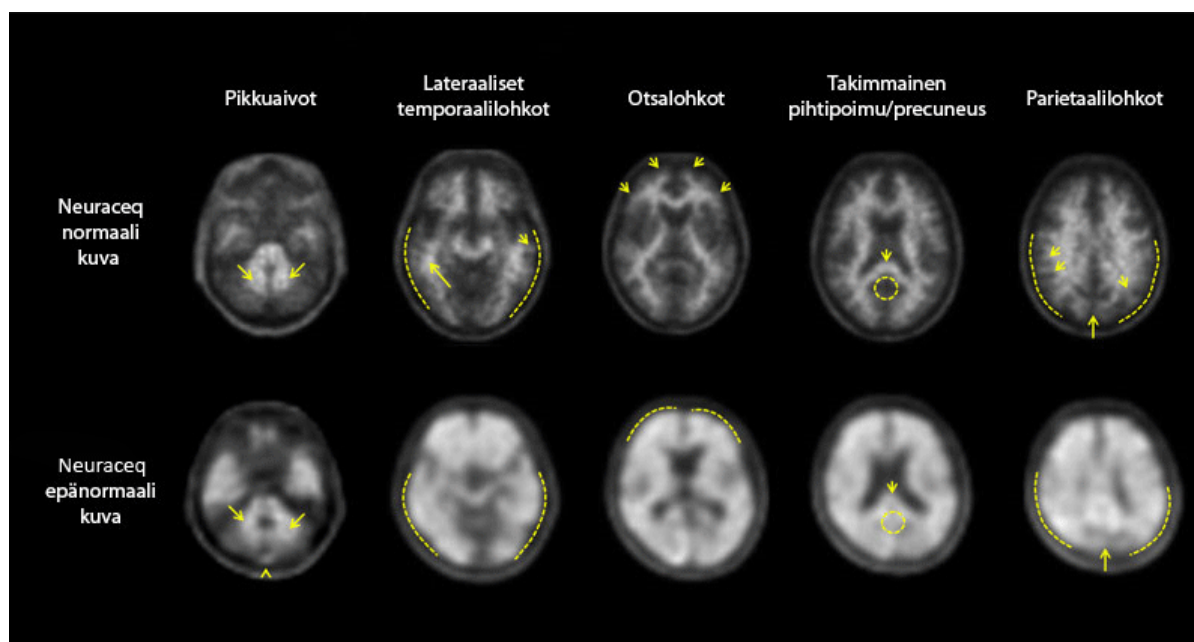 Pikkuaivot
Lateraaliset
temporaalilohkot
Otsalohkot
Takimmainen
pihtipoimu/precuneus
Parietaalilohkot
Neuraceq
normaali
kuva
Neuraceq
epänormaali
kuva